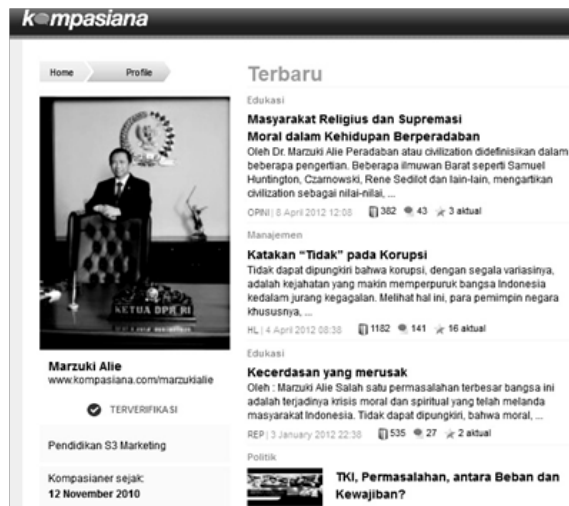 kompasiana
Home
Profile
KETUA DPR RI
Marzuki Alie
www.kompasiana.com/marzukialie
TERVERIFIKASI
Pendidikan S3 Marketing
Kompasianer sejak:
12 November 2010
Terbaru
Edukasi
Masyarakat Religius dan Supremasi
Moral dalam Kehidupan Berperadaban
Oleh Dr. Marzuki Alie Peradaban atau civilization didefinisikan dalam
beberapa pengertian. Beberapa ilmuwan Barat seperti Samuel
Huntington, Czarnowski, Rene Sedilot dan lain-lain, mengartikan
civilization sebagai nilai-nilai, ...
OPINI | 8 April 2012 12:08 382 43 3 aktual
Manajemen
Katakan “Tidak” pada Korupsi
Tidak dapat dipungkiri bahwa korupsi, dengan segala variasinya,
adalah kejahatan yang makin memperpuruk bangsa Indonesia
kedalam jurang kegagalan. Melihat hal ini, para pemimpin negara
khususnya, ...
HL | 4 April 2012 08:38 1182 141 16 aktual
Edukasi
Kecerdasan yang merusak
Oleh : Marzuki Alie Salah satu permasalahan terbesar bangsa ini
adalah terjadinya krisis moral dan spiritual yang telah melanda
masyarakat Indonesia. Tidak dapat dipungkiri, bahwa moral, ...
REP | 3 January 2012 22:38 535 27 2 aktual
Politik
TKI, Permasalahan, antara Beban dan
Kewajiban?